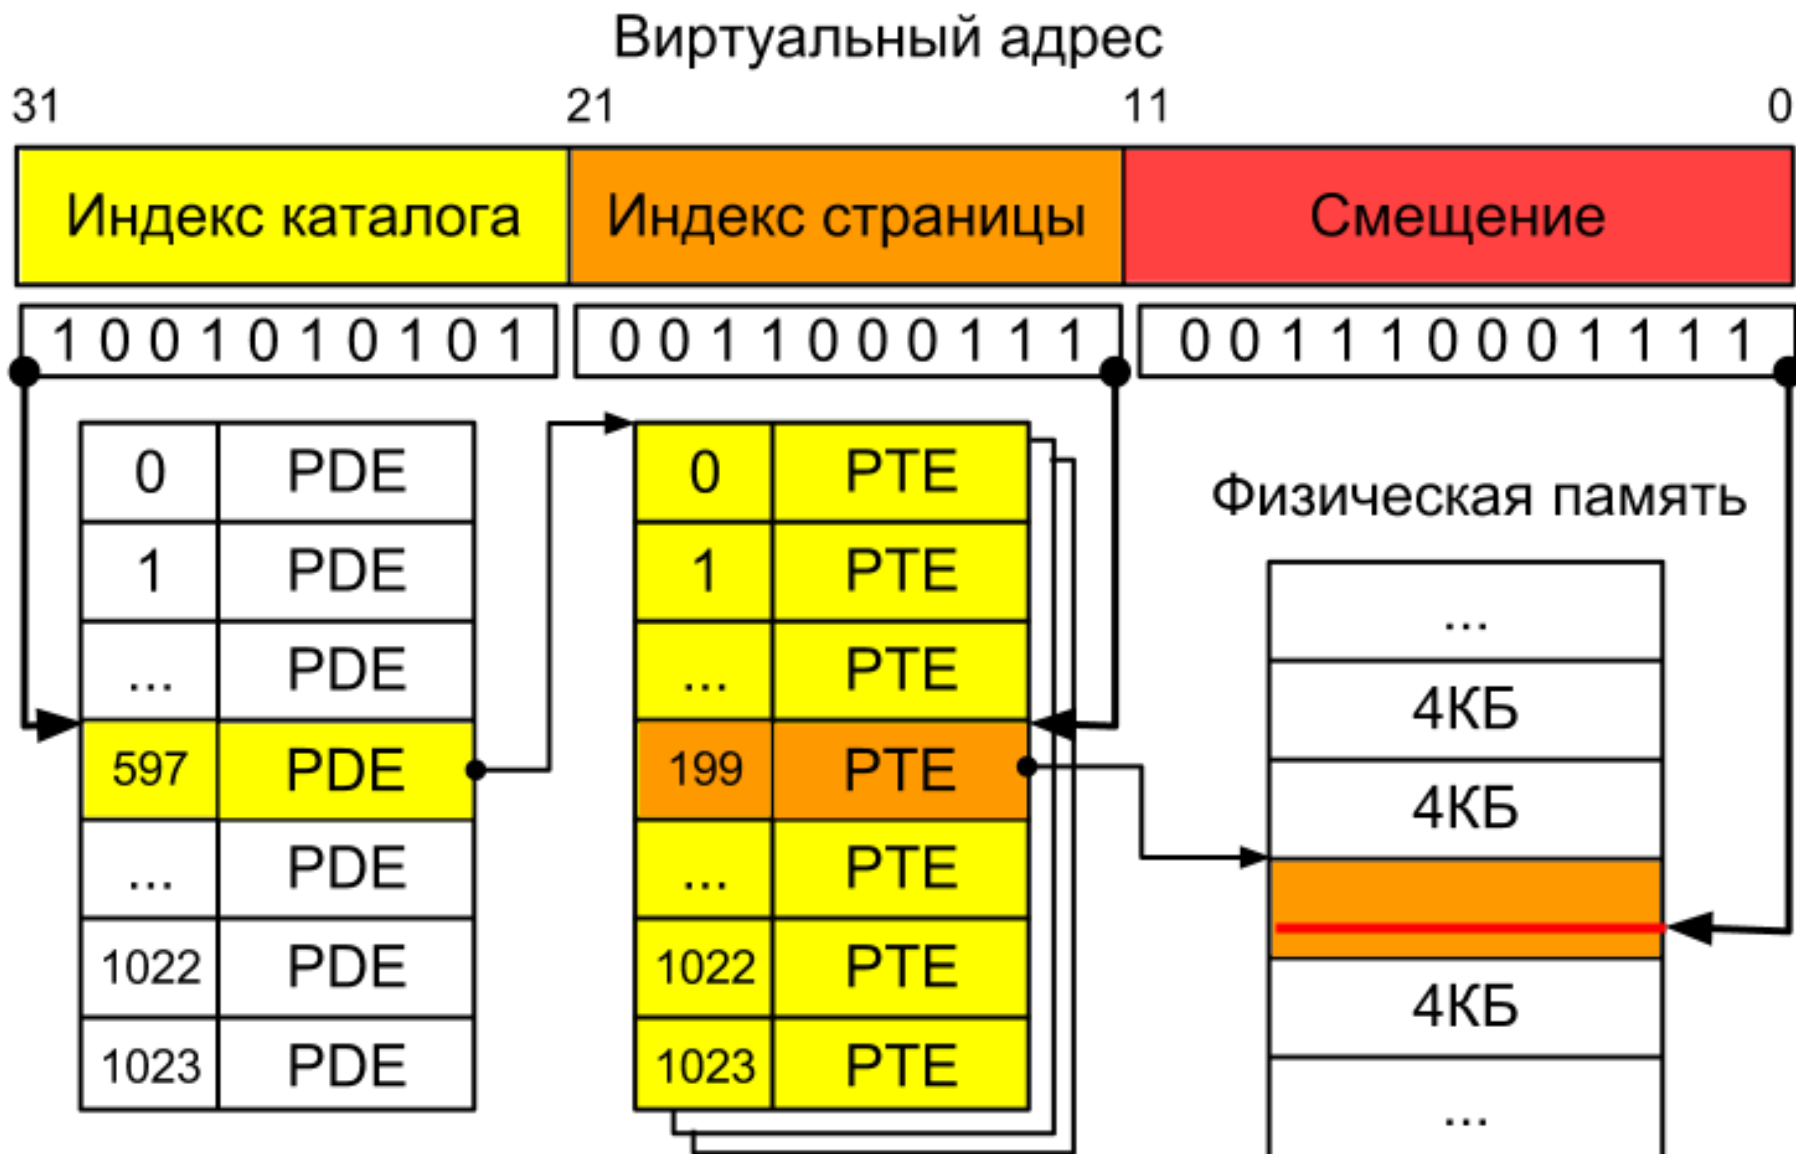 Виртуальный адрес
31 21 11 0
Индекс каталога Индекс страницы Смещение
1 0 0 1 0 1 0 1 0 1 0 0 1 1 0 0 0 1 1 1 0 0 1 1 1 0 0 0 1 1 1 1
0 PDE 0 PTE
Физическая память
1 PDE 1 PTE
...
... PDE ... PTE
4КБ
597 PDE 199 PTE
4КБ
... PDE ... PTE
1022 PDE 1022 PTE
4КБ
1023 PDE 1023 PTE
...